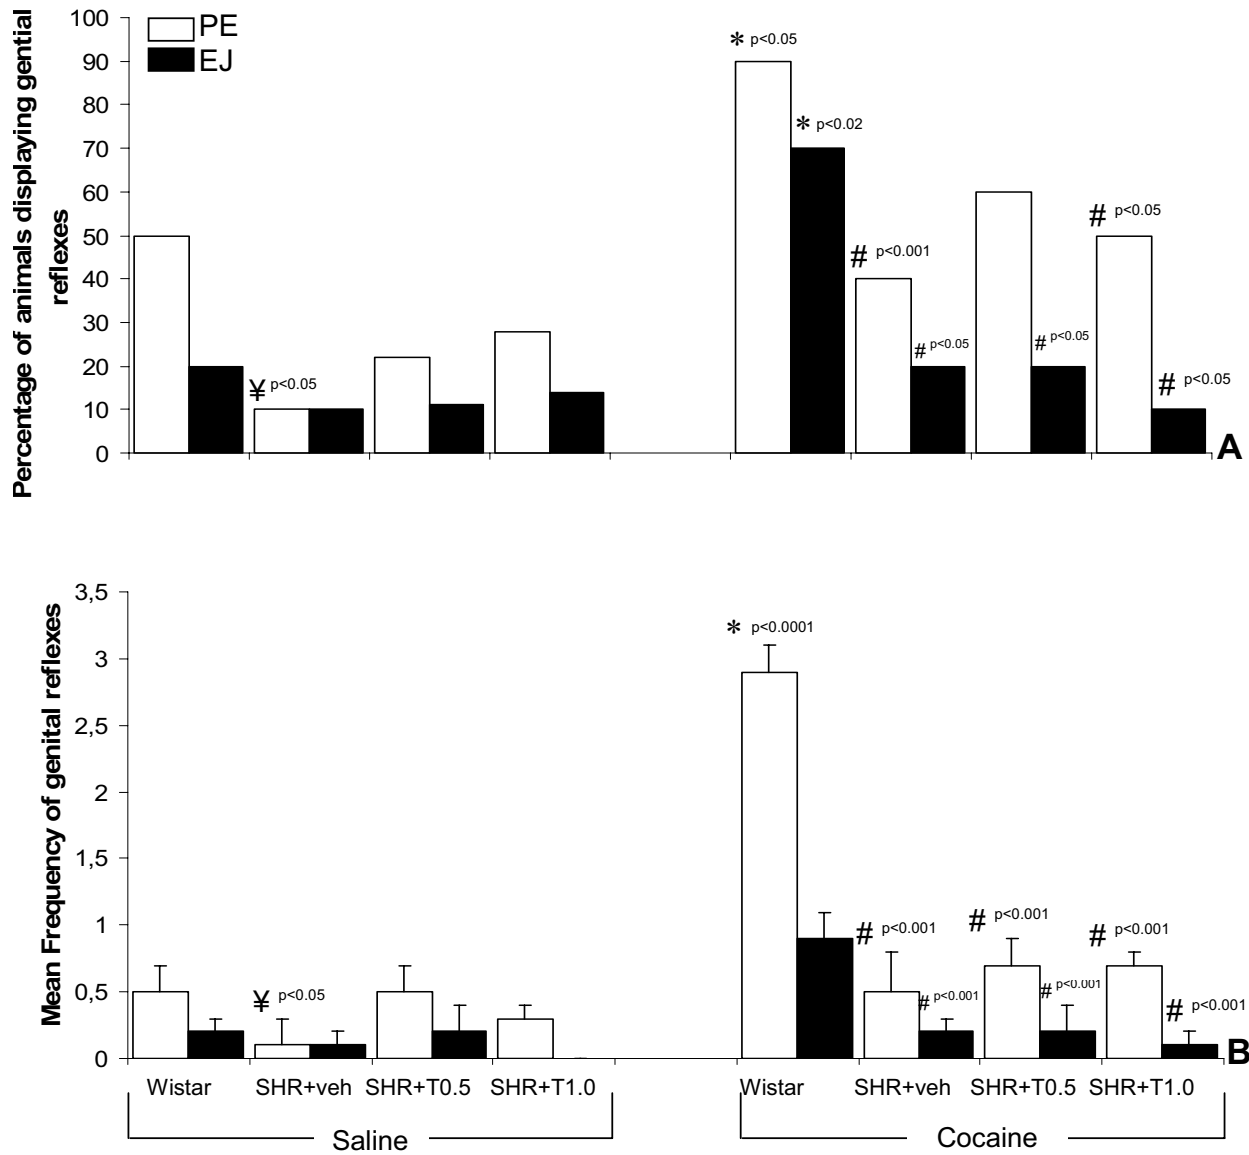 Percentage of animals displaying gential
reflexes
100
90
80
70
60
50
40
30
20
10
0
PE
EJ
* p<0.05
* p<0.02
# p<0.001
# p<0.05
¥ p<0.05
# p<0.05
# p<0.05
# p<0.05
A
Mean Frequency of genital reflexes
3,5
3
2,5
2
1,5
1
0,5
0
* p<0.0001
# p<0.001
# p<0.001
# p<0.001
¥ p<0.05
# p<0.001
# p<0.001
# p<0.001
B
Wistar SHR+veh SHR+T0.5 SHR+T1.0 Wistar SHR+veh SHR+T0.5 SHR+T1.0
Saline Cocaine